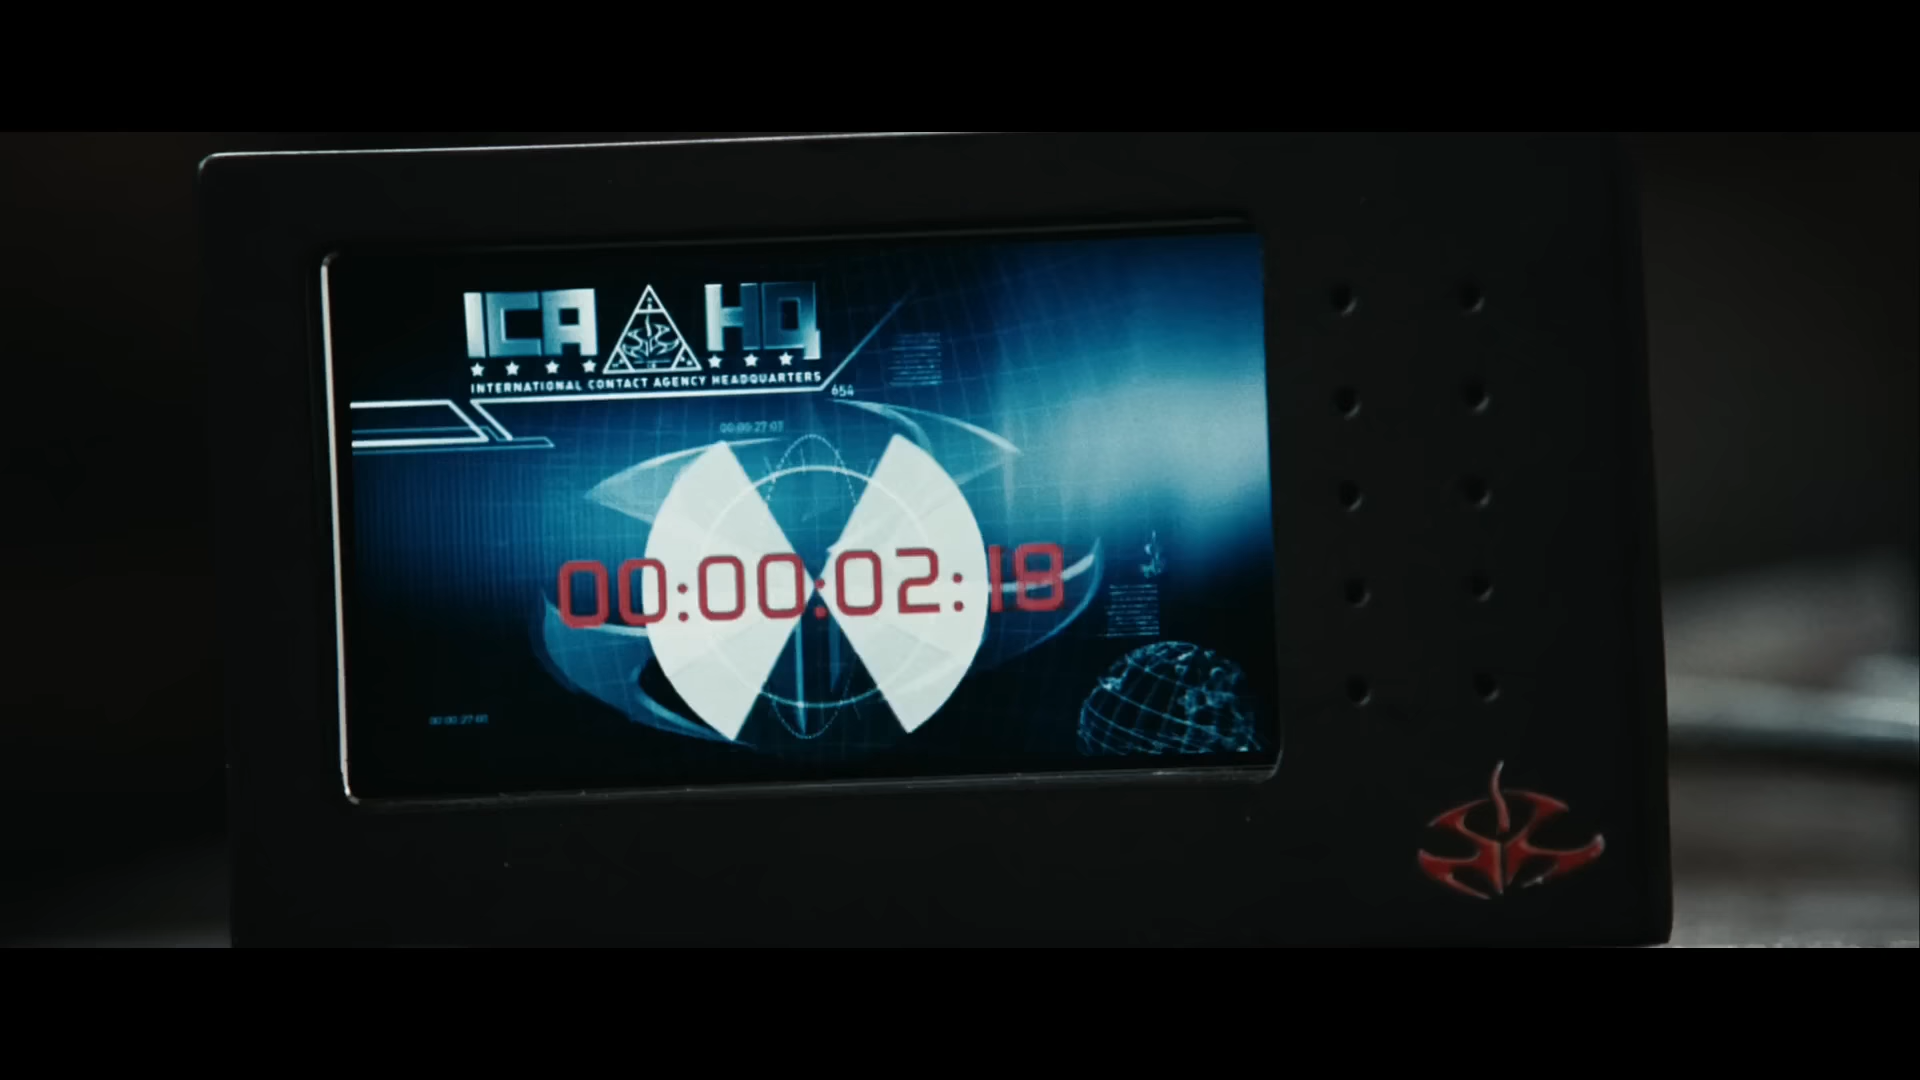 ICA HQ
INTERNATIONAL CONTACT AGENCY HEADQUARTERS
654
00:00:02:18